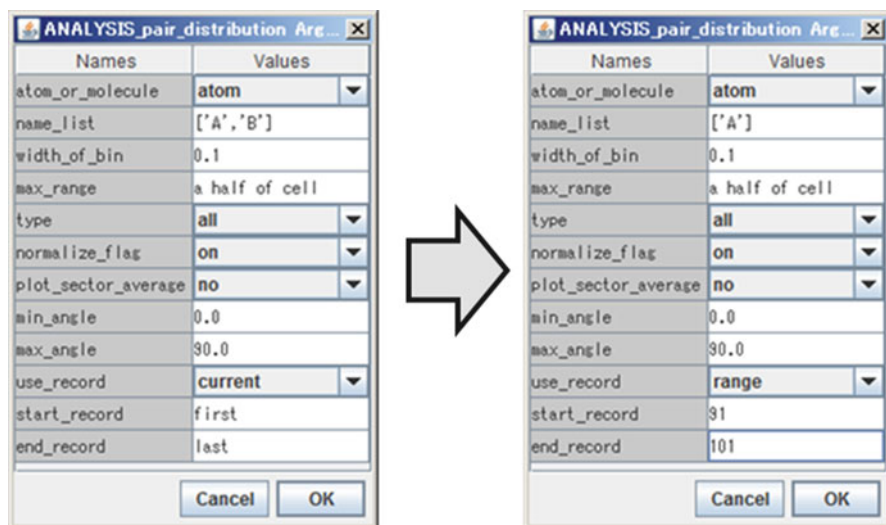 ANALYSIS_pair_distribution Arg...
Names Values
atom_or_molecule atom
name_list ['A','B']
width_of_bin 0.1
max_range a half of cell
type all
normalize_flag on
plot_sector_average no
min_angle 0.0
max_angle 90.0
use_record current
start_record first
end_record last
Cancel OK
ANALYSIS_pair_distribution Arg...
Names Values
atom_or_molecule atom
name_list ['A']
width_of_bin 0.1
max_range a half of cell
type all
normalize_flag on
plot_sector_average no
min_angle 0.0
max_angle 90.0
use_record range
start_record 91
end_record 101
Cancel OK